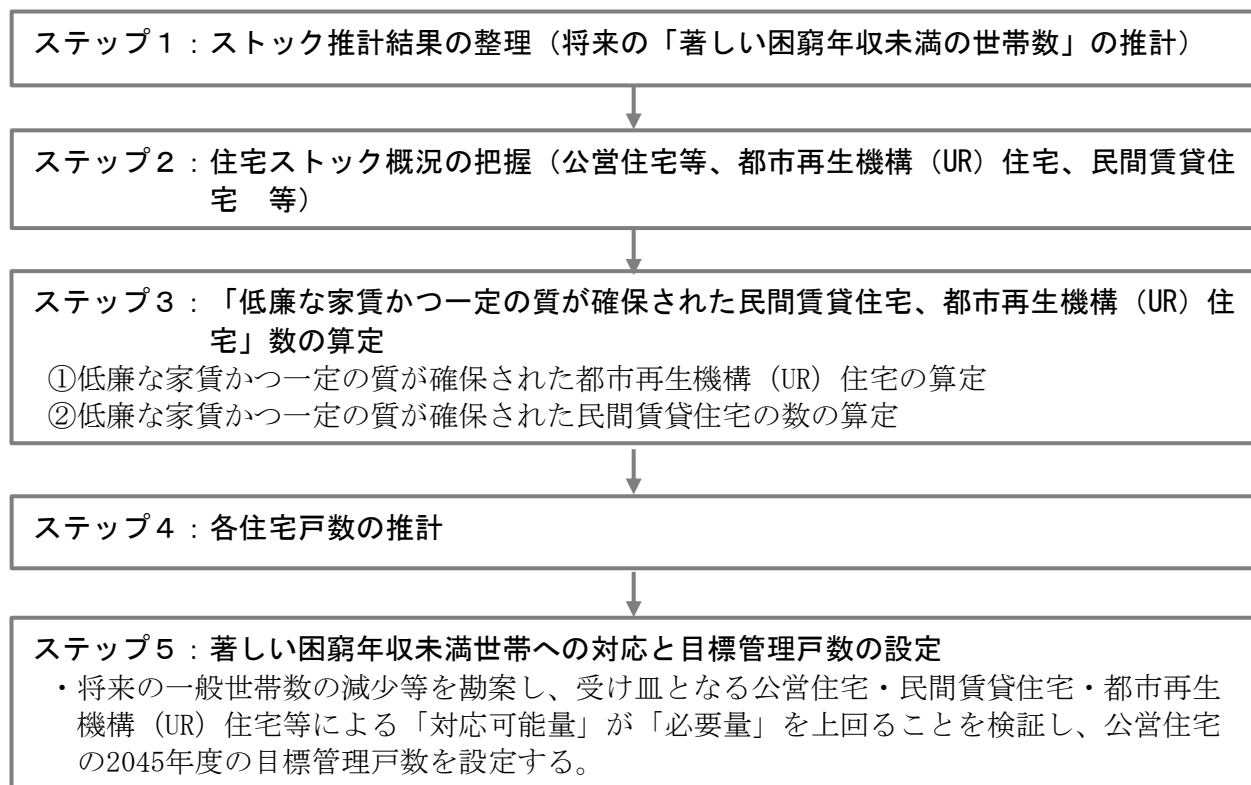 ステップ１：ストック推計結果の整理（将来の「著しい困窮年収未満の世帯数」の推計）
ステップ２：住宅ストック概況の把握（公営住宅等、都市再生機構（UR）住宅、民間賃貸住
宅　等）
ステップ３：「低廉な家賃かつ一定の質が確保された民間賃貸住宅、都市再生機構（UR）住
宅」数の算定
①低廉な家賃かつ一定の質が確保された都市再生機構（UR）住宅の算定
②低廉な家賃かつ一定の質が確保された民間賃貸住宅の数の算定
ステップ４：各住宅戸数の推計
ステップ５：著しい困窮年収未満世帯への対応と目標管理戸数の設定
・将来の一般世帯数の減少等を勘案し、受け皿となる公営住宅・民間賃貸住宅・都市再生
機構（UR）住宅等による「対応可能量」が「必要量」を上回ることを検証し、公営住宅
の2045年度の目標管理戸数を設定する。